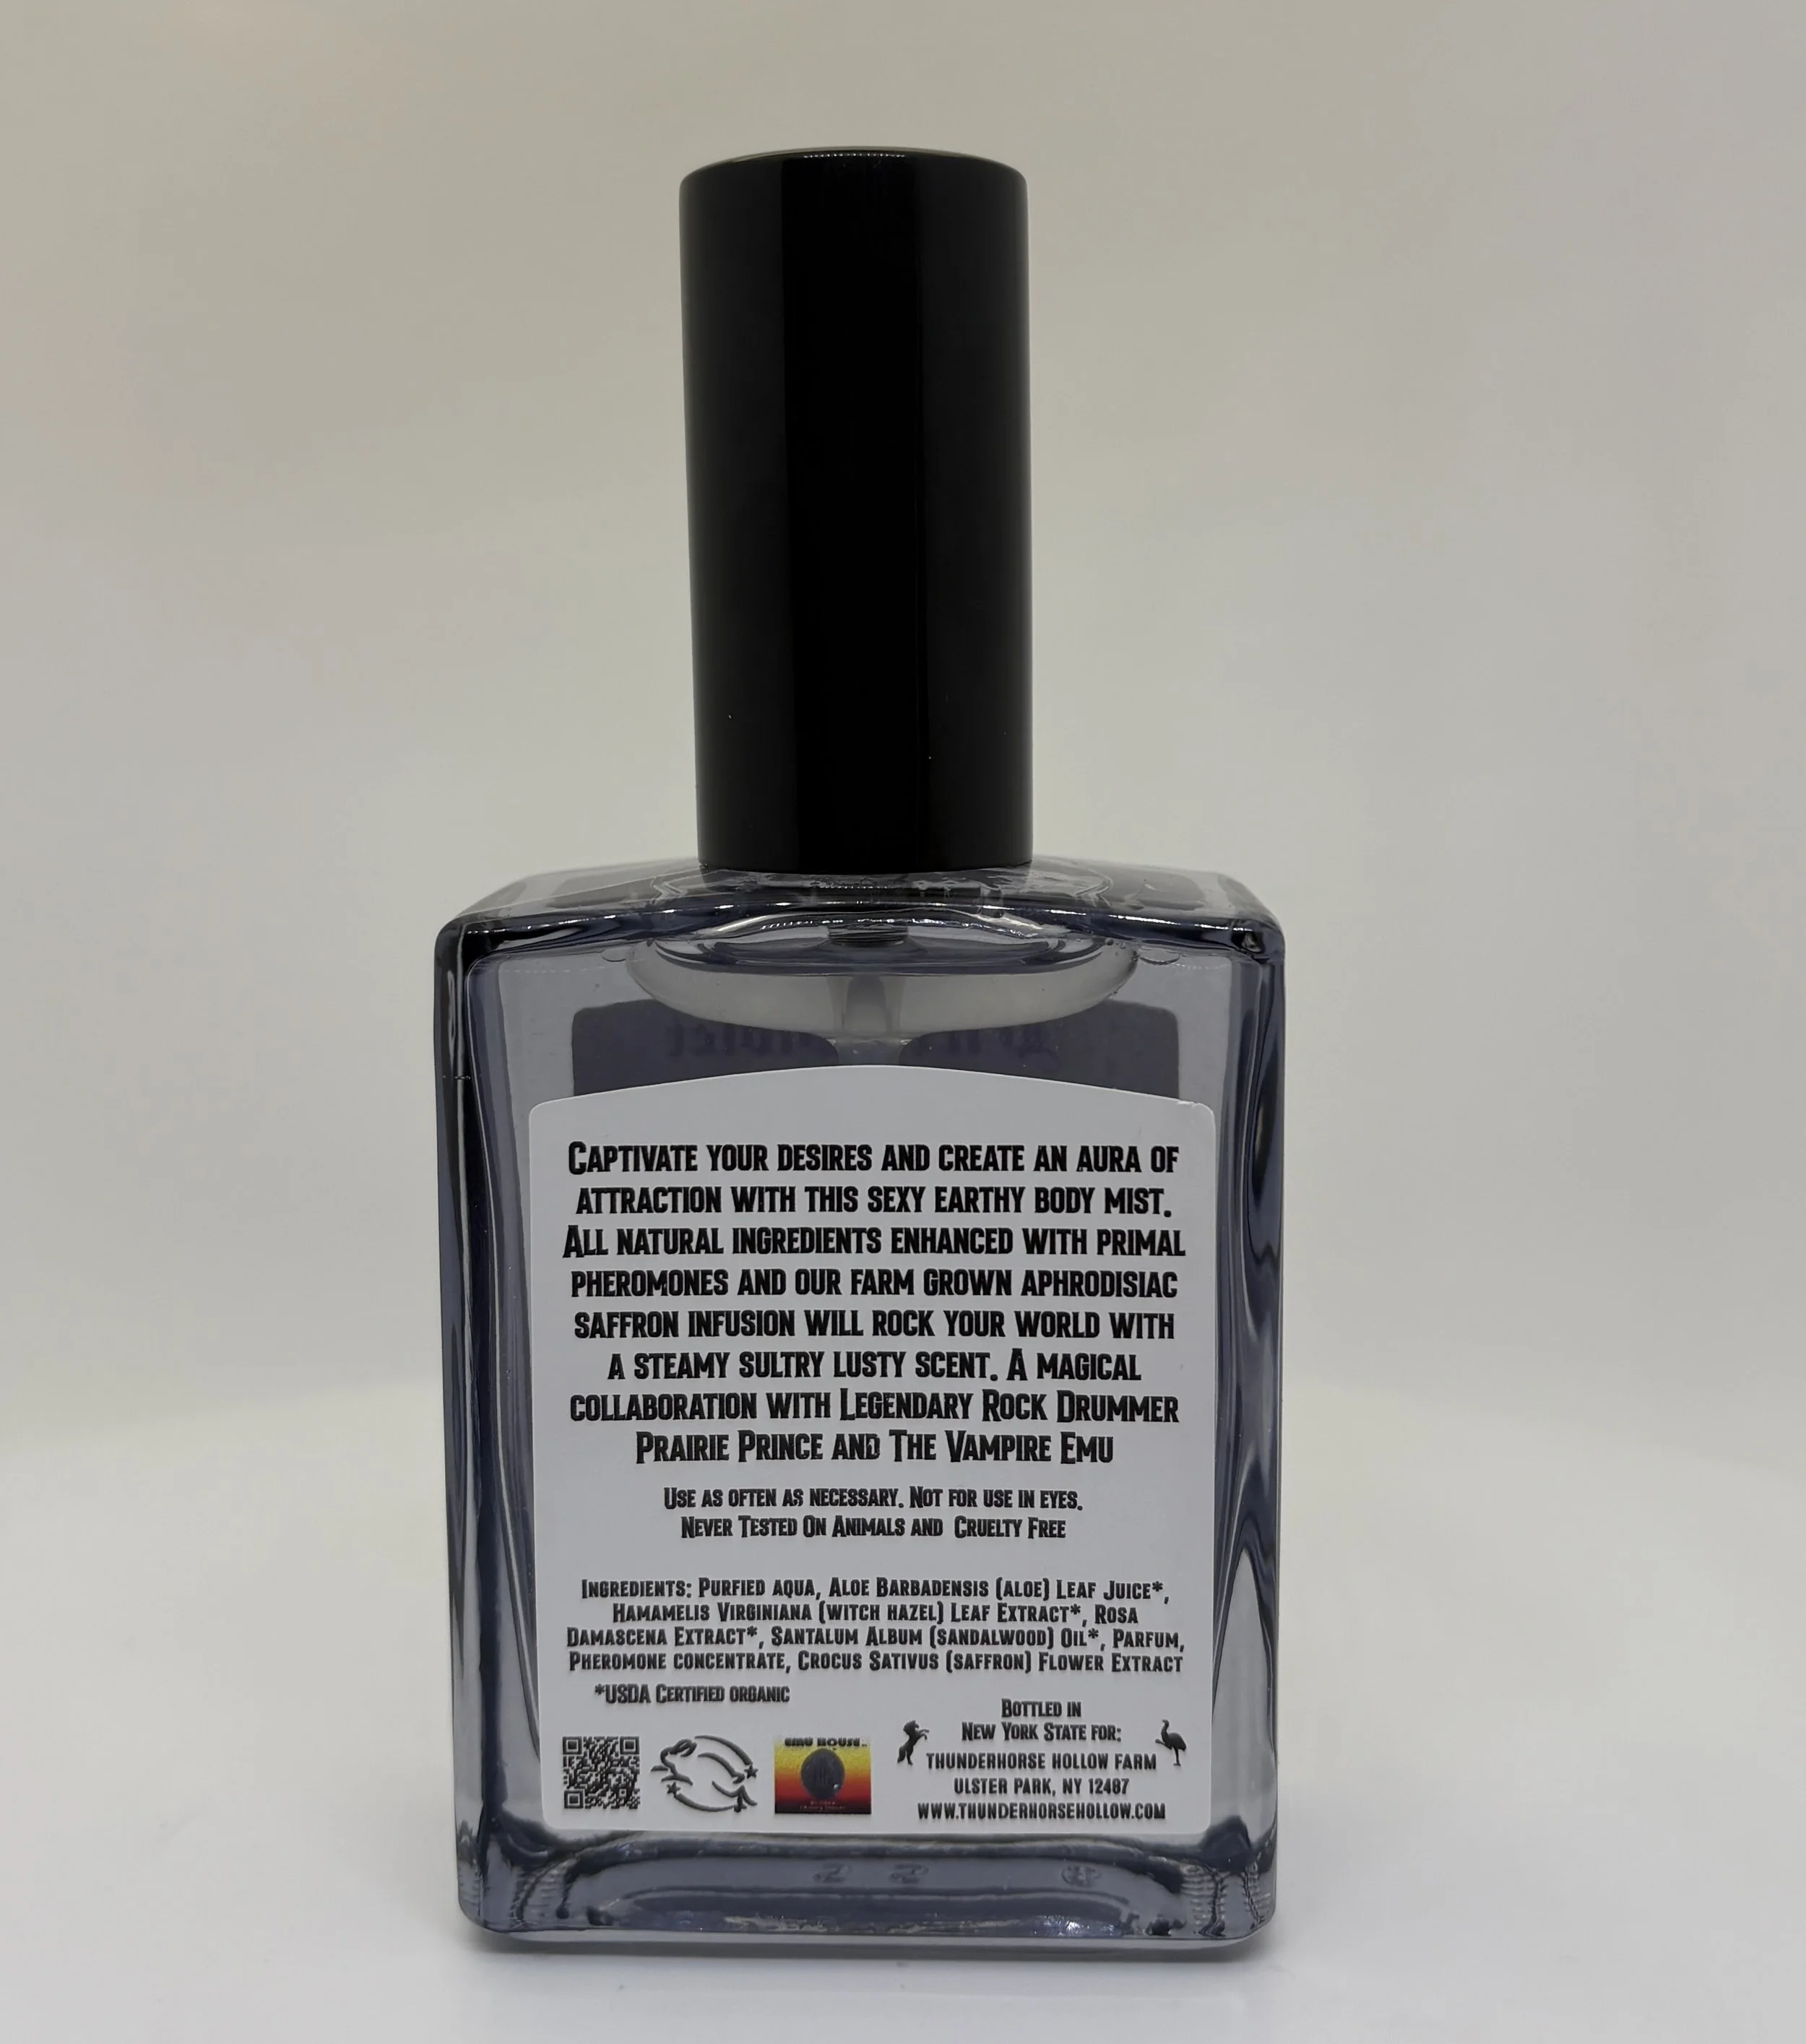 Captivate your desires and create an aura of
attraction with this sexy earthy body mist.
All natural ingredients enhanced with primal
pheromones and our farm grown aphrodisiac
saffron infusion will rock your world with
a steamy sultry lusty scent. A magical
collaboration with Legendary Rock Drummer
Prairie Prince and The Vampire Emu
Use as often as necessary. Not for use in eyes.
Never Tested On Animals and Cruelty Free
Ingredients: Purfied aqua, Aloe Barbadensis (aloe) Leaf Juice*,
Hamamelis Virginiana (witch hazel) Leaf Extract*, Rosa
Damascena Extract*, Santalum Album (sandalwood) Oil*, Parfum,
Pheromone concentrate, Crocus Sativus (saffron) Flower Extract
*USDA Certified organic
EMU HOUSE
Bottled in
New York State for:
Thunderhorse Hollow Farm
Ulster Park, NY 12487
www.thunderhorsehollow.com